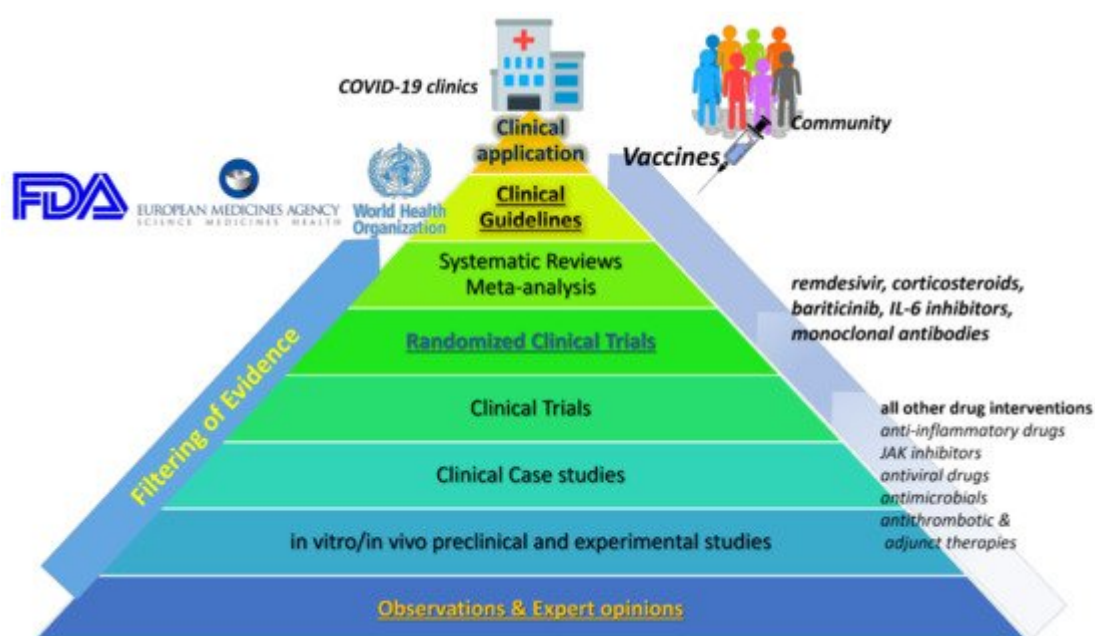 COVID-19 clinics
Community
Clinical
application
Vaccines
FDA
EUROPEAN MEDICINES AGENCY
SCIENCE MEDICINES HEALTH
World Health
Organization
Clinical
Guidelines
Systematic Reviews
Meta-analysis
remdesivir, corticosteroids,
bariticinib, IL-6 inhibitors,
monoclonal antibodies
Randomized Clinical Trials
Filtering of Evidence
Clinical Trials
all other drug interventions
anti-inflammatory drugs
JAK inhibitors
antiviral drugs
antimicrobials
antithrombotic &
adjunct therapies
Clinical Case studies
in vitro/in vivo preclinical and experimental studies
Observations & Expert opinions